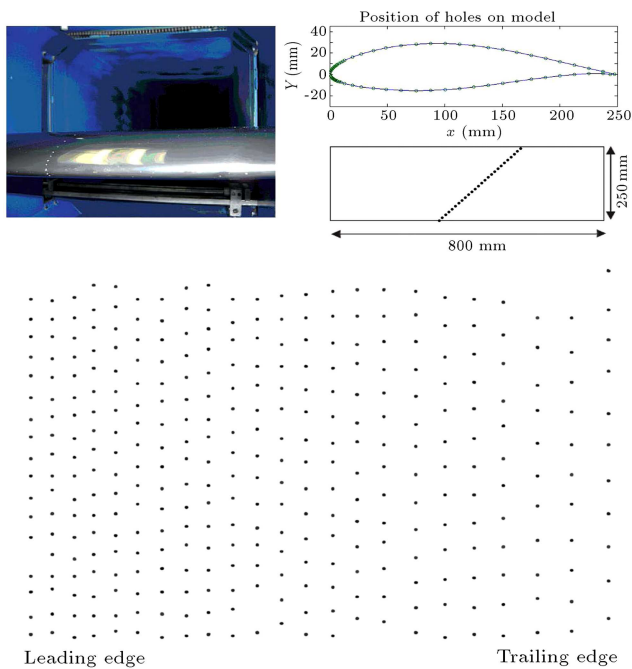 Position of holes on model
40
20
0
-20
Y (mm)
0 50 100 150 200 250
x (mm)
250 mm
800 mm
Leading edge Trailing edge